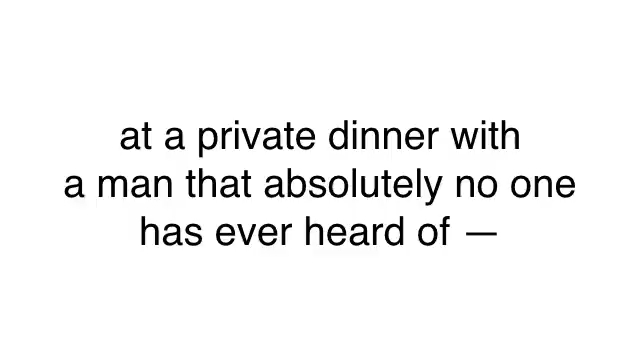 at a private dinner with
a man that absolutely no one
has ever heard of —